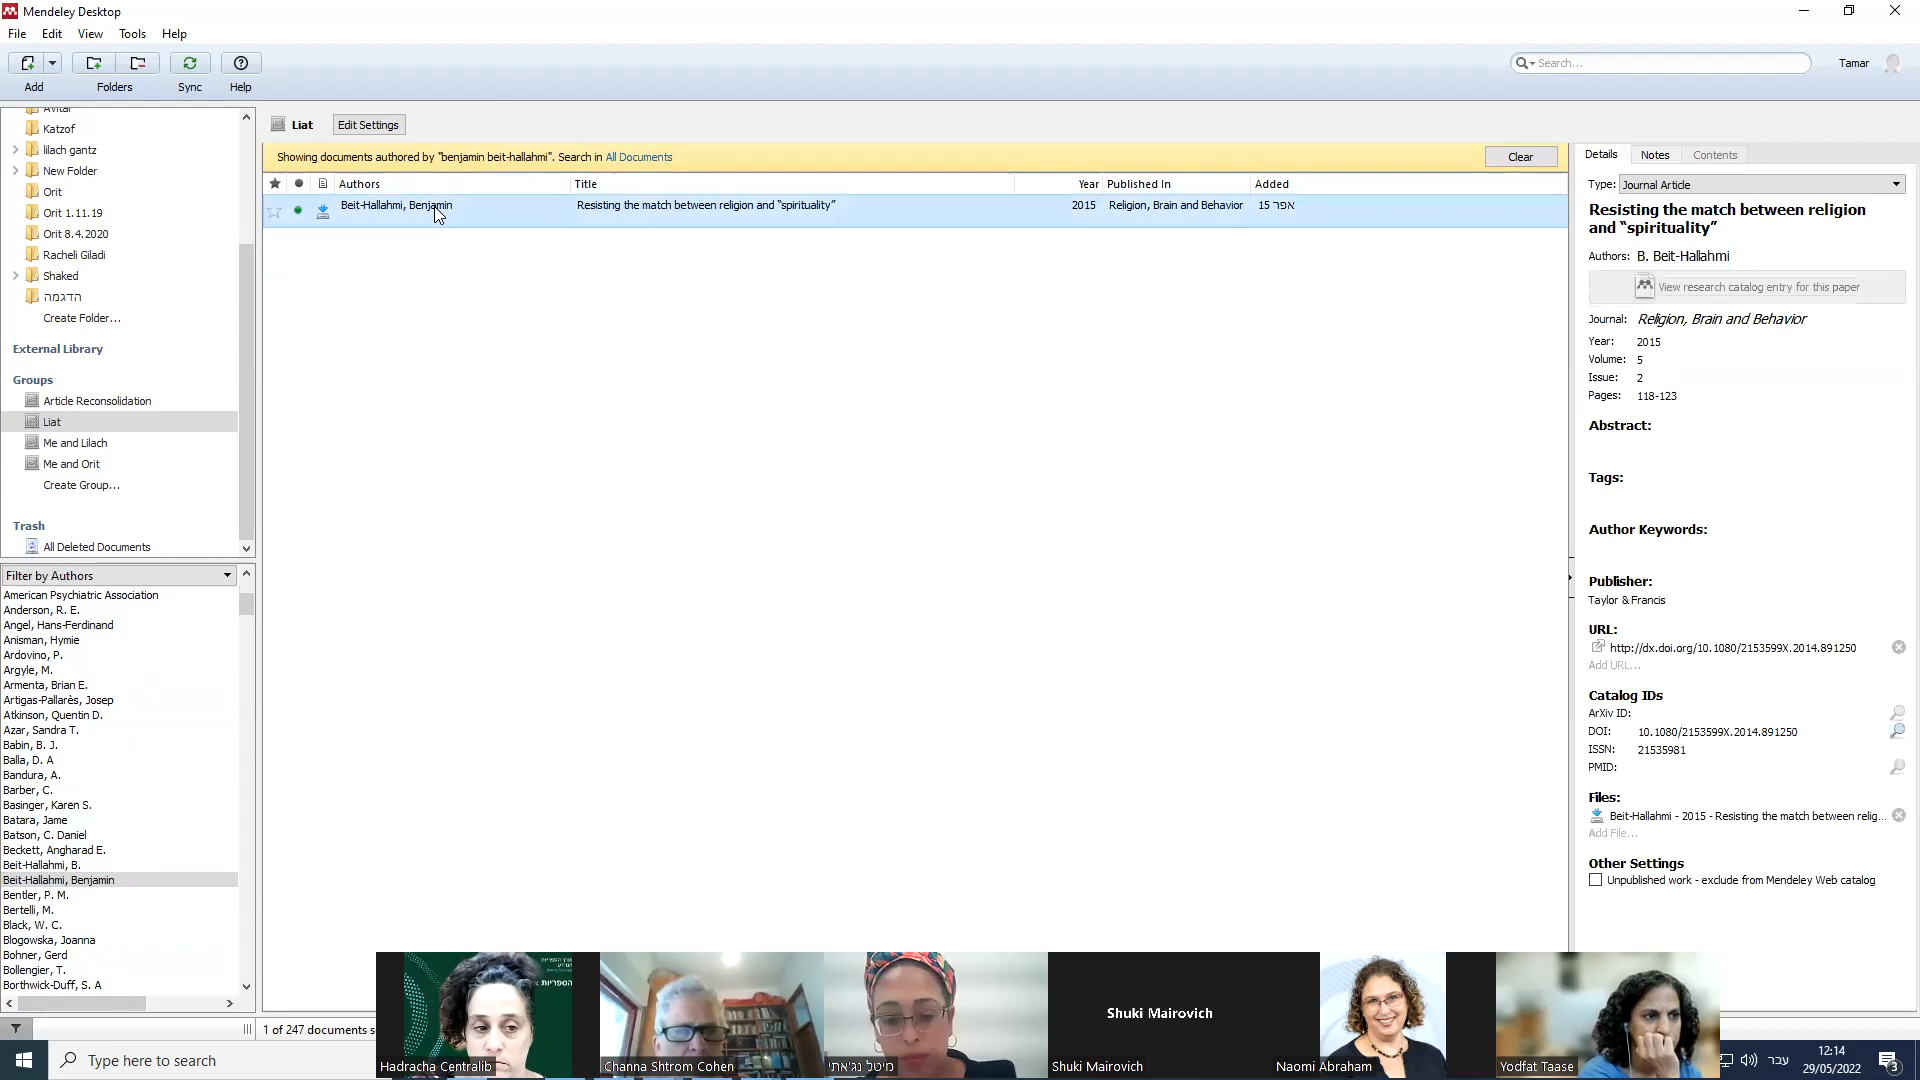 Mendeley Desktop
File Edit View Tools Help
Add Folders Sync Help
Search...
Tamar
Avital
Katzof
lilach gantz
New Folder
Orit
Orit 1.11.19
Orit 8.4.2020
Racheli Giladi
Shaked
הדגמה
Create Folder...
External Library
Groups
Article Reconsolidation
Liat
Me and Lilach
Me and Orit
Create Group...
Trash
All Deleted Documents
Filter by Authors
American Psychiatric Association
Anderson, R. E.
Angel, Hans-Ferdinand
Anisman, Hymie
Ardovino, P.
Argyle, M.
Armenta, Brian E.
Artigas-Pallarès, Josep
Atkinson, Quentin D.
Azar, Sandra T.
Babin, B. J.
Balla, D. A
Bandura, A.
Barber, C.
Basinger, Karen S.
Batara, Jame
Batson, C. Daniel
Beckett, Angharad E.
Beit-Hallahmi, B.
Beit-Hallahmi, Benjamin
Bentler, P. M.
Bertelli, M.
Black, W. C.
Blogowska, Joanna
Bohner, Gerd
Bollengier, T.
Borthwick-Duff, S. A
Liat Edit Settings
Showing documents authored by "benjamin beit-hallahmi". Search in All Documents
Clear
Authors Title Year Published In Added
Beit-Hallahmi, Benjamin Resisting the match between religion and “spirituality” 2015 Religion, Brain and Behavior 15 אפר
1 of 247 documents s
Details Notes Contents
Type: Journal Article
Resisting the match between religion
and “spirituality”
Authors: B. Beit-Hallahmi
View research catalog entry for this paper
Journal: Religion, Brain and Behavior
Year: 2015
Volume: 5
Issue: 2
Pages: 118-123
Abstract:
Tags:
Author Keywords:
Publisher:
Taylor & Francis
URL:
http://dx.doi.org/10.1080/2153599X.2014.891250
Add URL...
Catalog IDs
ArXiv ID:
DOI: 10.1080/2153599X.2014.891250
ISSN: 21535981
PMID:
Files:
Beit-Hallahmi - 2015 - Resisting the match between relig...
Add File...
Other Settings
Unpublished work - exclude from Mendeley Web catalog
הספריות
Hadracha Centralib
Channa Shtrom Cohen
מיטל נג'אתי
Shuki Mairovich
Shuki Mairovich
Naomi Abraham
Yodfat Taase
Type here to search
עבר
12:14
29/05/2022
3